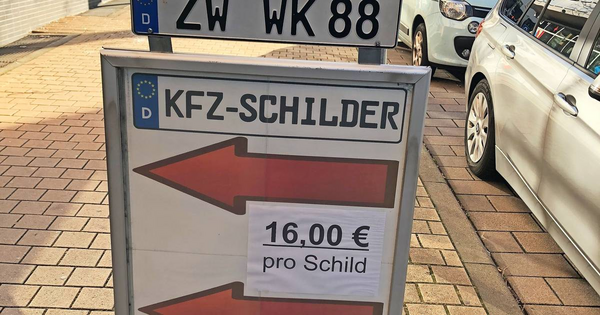 D ZW WK 88
D KFZ-SCHILDER
16,00 €
pro Schild